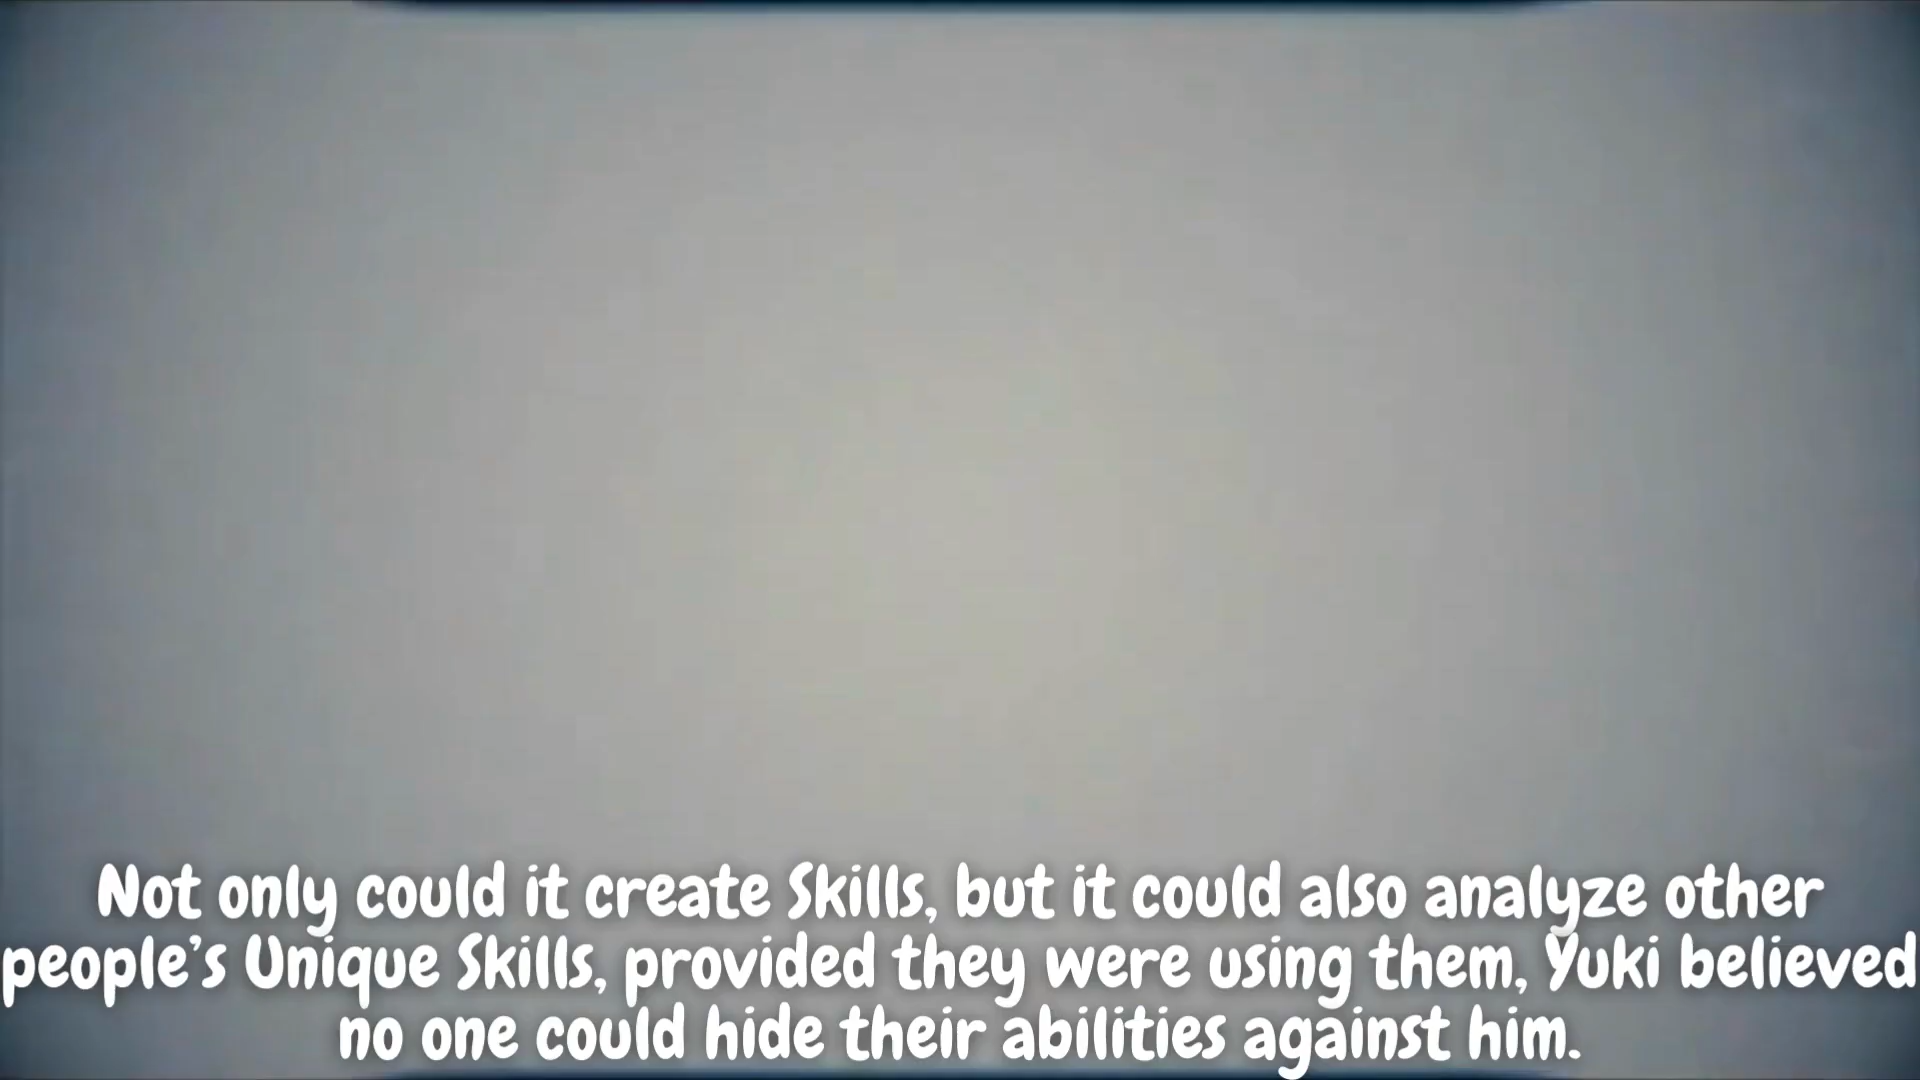 Not only could it create Skills, but it could also analyze other
people's Unique Skills, provided they were using them, Yuki believed
no one could hide their abilities against him.